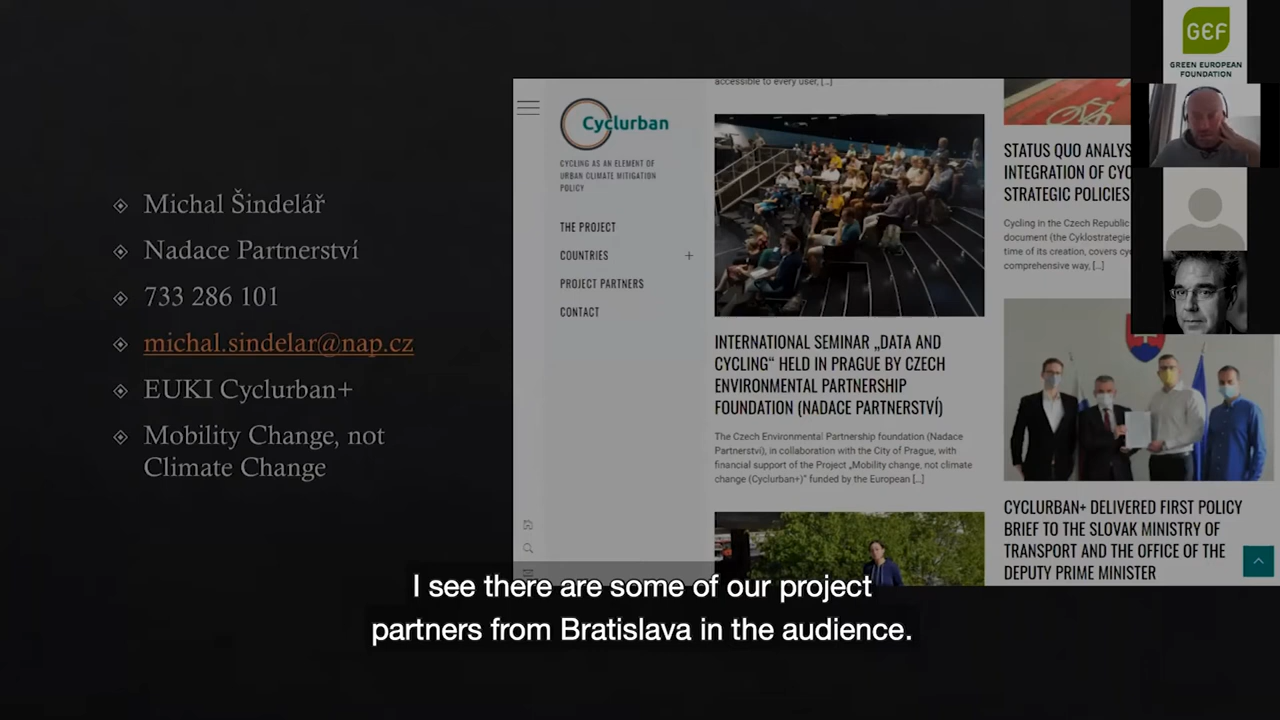 Michal Šindelář
Nadace Partnerství
733 286 101
michal.sindelar@nap.cz
EUKI Cyclurban+
Mobility Change, not
Climate Change
Cyclurban
CYCLING AS AN ELEMENT OF
URBAN CLIMATE MITIGATION
POLICY
THE PROJECT
COUNTRIES +
PROJECT PARTNERS
CONTACT
accessible to every user, [...]
INTERNATIONAL SEMINAR „DATA AND
CYCLING“ HELD IN PRAGUE BY CZECH
ENVIRONMENTAL PARTNERSHIP
FOUNDATION (NADACE PARTNERSTVÍ)
The Czech Environmental Partnership foundation (Nadace
Partnerství), in collaboration with the City of Prague, with
financial support of the Project „Mobility change, not climate
change (Cyclurban+)“ funded by the European [...]
STATUS QUO ANALYS
INTEGRATION OF CYC
STRATEGIC POLICIES
Cycling in the Czech Republic
document (the Cyklostrategie
time of its creation, covers cy
comprehensive way, [...]
CYCLURBAN+ DELIVERED FIRST POLICY
BRIEF TO THE SLOVAK MINISTRY OF
TRANSPORT AND THE OFFICE OF THE
DEPUTY PRIME MINISTER
GEF
GREEN EUROPEAN
FOUNDATION
I see there are some of our project
partners from Bratislava in the audience.